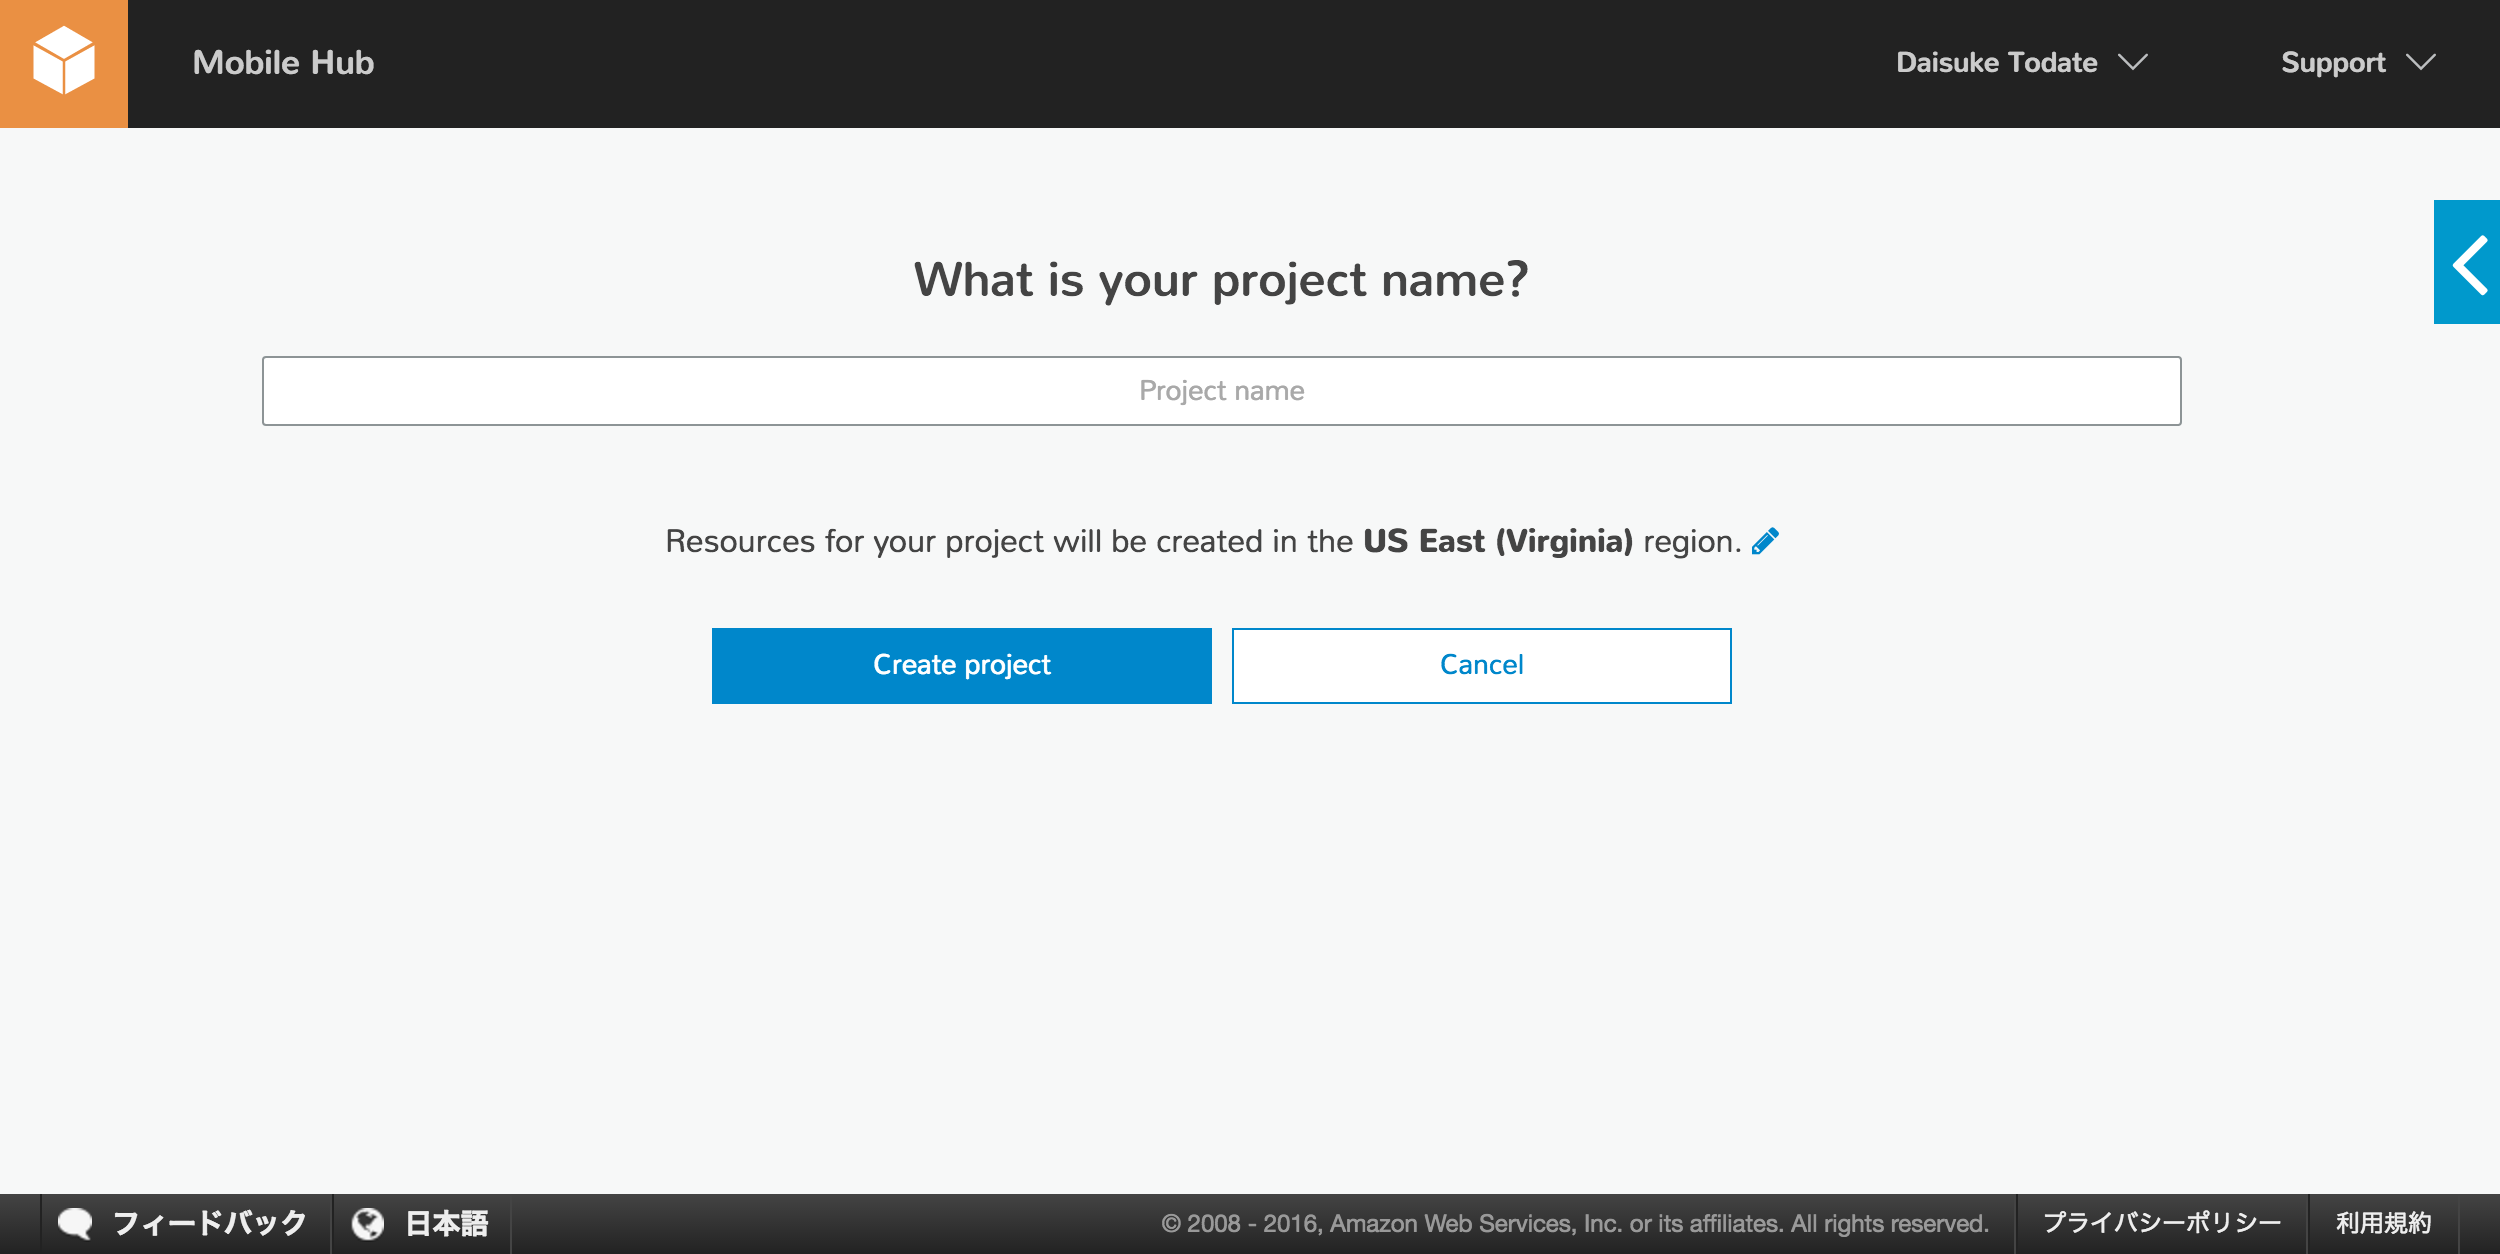 Mobile Hub
Daisuke Todate
Support
What is your project name?
Project name
Resources for your project will be created in the US East (Virginia) region.
Create project
Cancel
フィードバック
日本語
© 2008 - 2016, Amazon Web Services, Inc. or its affiliates. All rights reserved.
プライバシーポリシー
利用規約